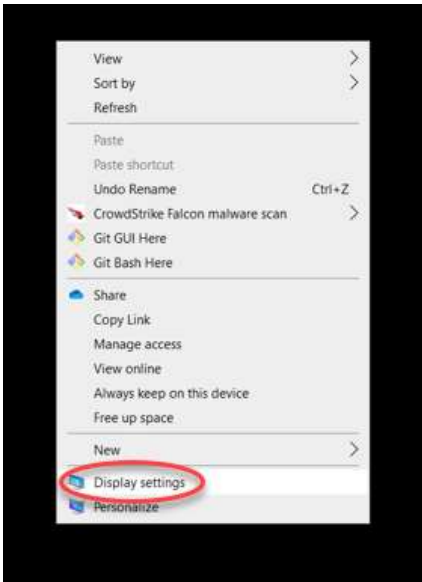 View
Sort by
Refresh
Paste
Paste shortcut
Undo Rename Ctrl+Z
CrowdStrike Falcon malware scan
Git GUI Here
Git Bash Here
Share
Copy Link
Manage access
View online
Always keep on this device
Free up space
New
Display settings
Personalize